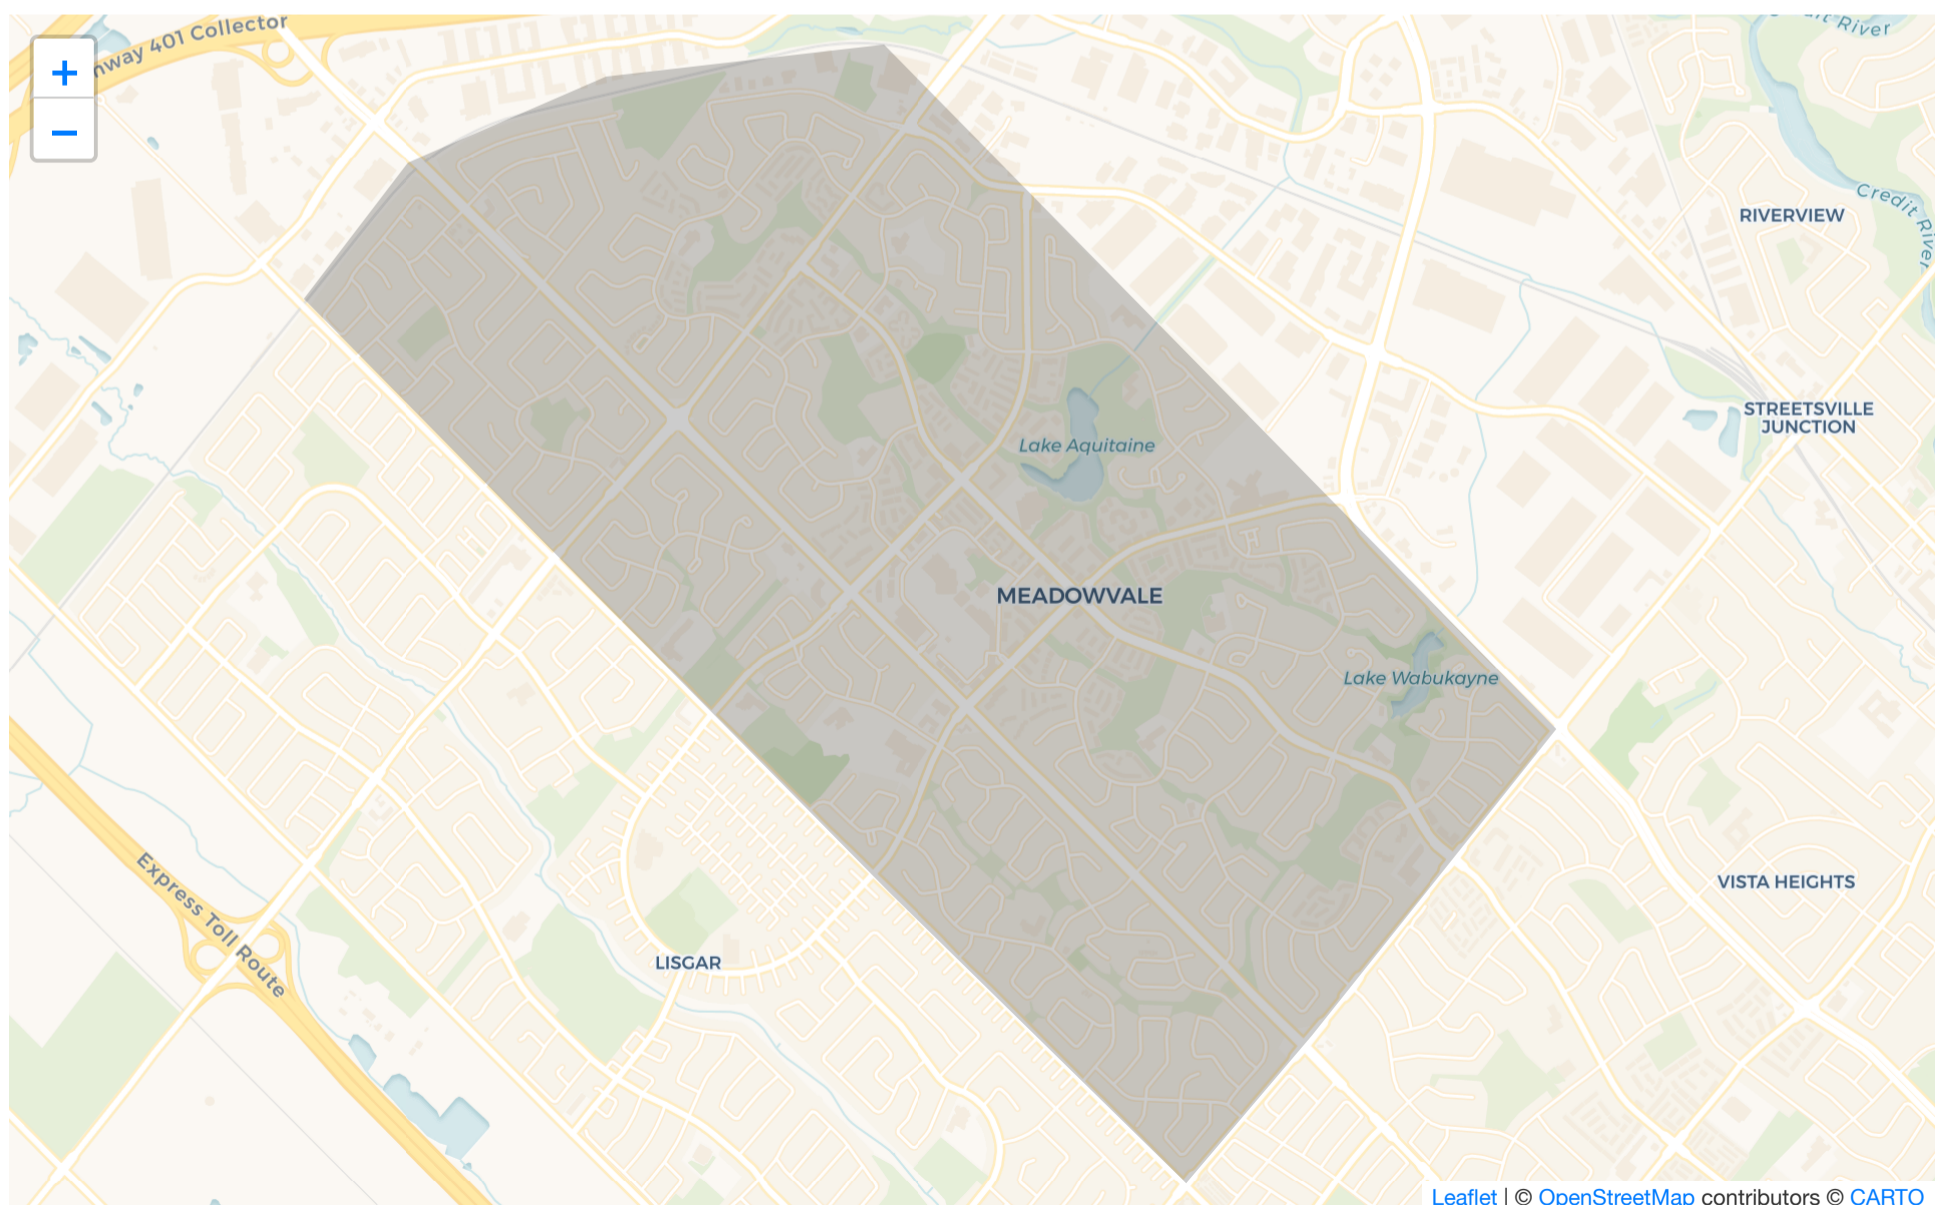 +
−
nway 401 Collector
dit River
Credit River
RIVERVIEW
STREETSVILLE
JUNCTION
Lake Aquitaine
MEADOWVALE
Lake Wabukayne
VISTA HEIGHTS
Express Toll Route
LISGAR
Leaflet | © OpenStreetMap contributors © CARTO